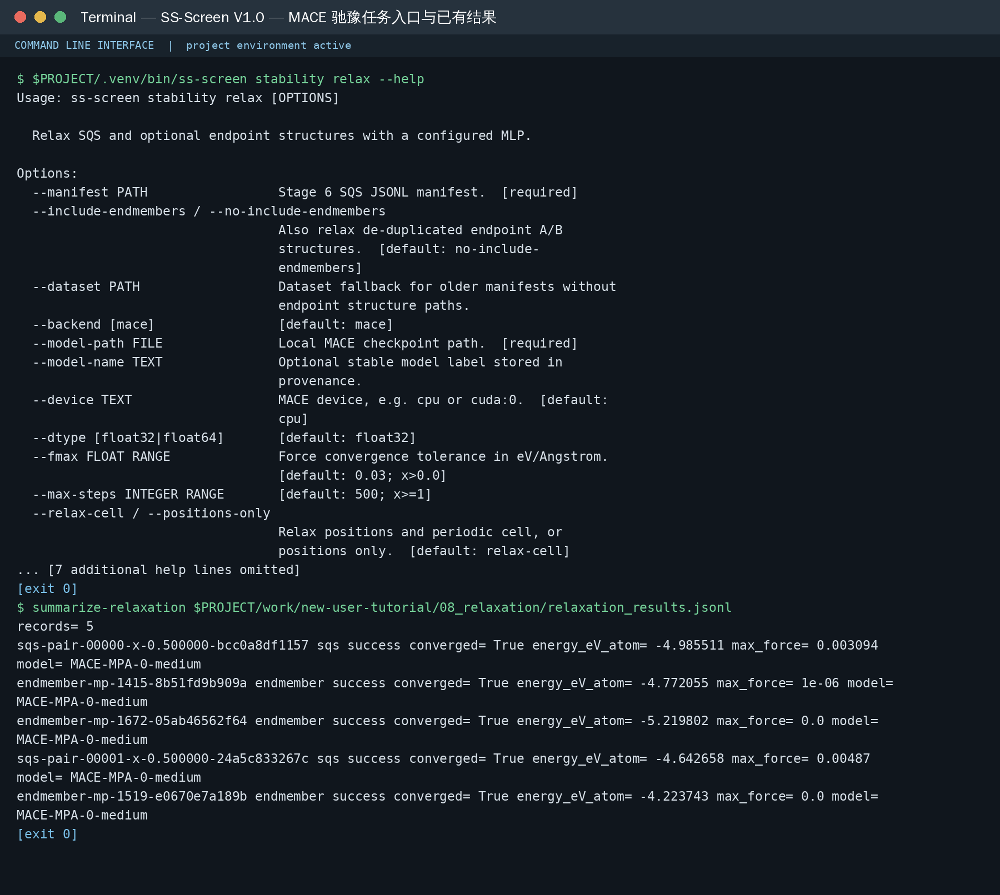 Terminal — SS-Screen V1.0 — MACE 驰豫任务入口与已有结果
COMMAND LINE INTERFACE | project environment active
$ $PROJECT/.venv/bin/ss-screen stability relax --help
Usage: ss-screen stability relax [OPTIONS]
Relax SQS and optional endpoint structures with a configured MLP.
Options:
--manifest PATH Stage 6 SQS JSONL manifest. [required]
--include-endmembers / --no-include-endmembers
Also relax de-duplicated endpoint A/B
structures. [default: no-include-
endmembers]
--dataset PATH Dataset fallback for older manifests without
endpoint structure paths.
--backend [mace] [default: mace]
--model-path FILE Local MACE checkpoint path. [required]
--model-name TEXT Optional stable model label stored in
provenance.
--device TEXT MACE device, e.g. cpu or cuda:0. [default:
cpu]
--dtype [float32|float64] [default: float32]
--fmax FLOAT RANGE Force convergence tolerance in eV/Angstrom.
[default: 0.03; x>0.0]
--max-steps INTEGER RANGE [default: 500; x>=1]
--relax-cell / --positions-only
Relax positions and periodic cell, or
positions only. [default: relax-cell]
... [7 additional help lines omitted]
[exit 0]
$ summarize-relaxation $PROJECT/work/new-user-tutorial/08_relaxation/relaxation_results.jsonl
records= 5
sqs-pair-00000-x-0.500000-bcc0a8df1157 sqs success converged= True energy_eV_atom= -4.985511 max_force= 0.003094
model= MACE-MPA-0-medium
endmember-mp-1415-8b51fd9b909a endmember success converged= True energy_eV_atom= -4.772055 max_force= 1e-06 model=
MACE-MPA-0-medium
endmember-mp-1672-05ab46562f64 endmember success converged= True energy_eV_atom= -5.219802 max_force= 0.0 model=
MACE-MPA-0-medium
sqs-pair-00001-x-0.500000-24a5c833267c sqs success converged= True energy_eV_atom= -4.642658 max_force= 0.00487
model= MACE-MPA-0-medium
endmember-mp-1519-e0670e7a189b endmember success converged= True energy_eV_atom= -4.223743 max_force= 0.0 model=
MACE-MPA-0-medium
[exit 0]